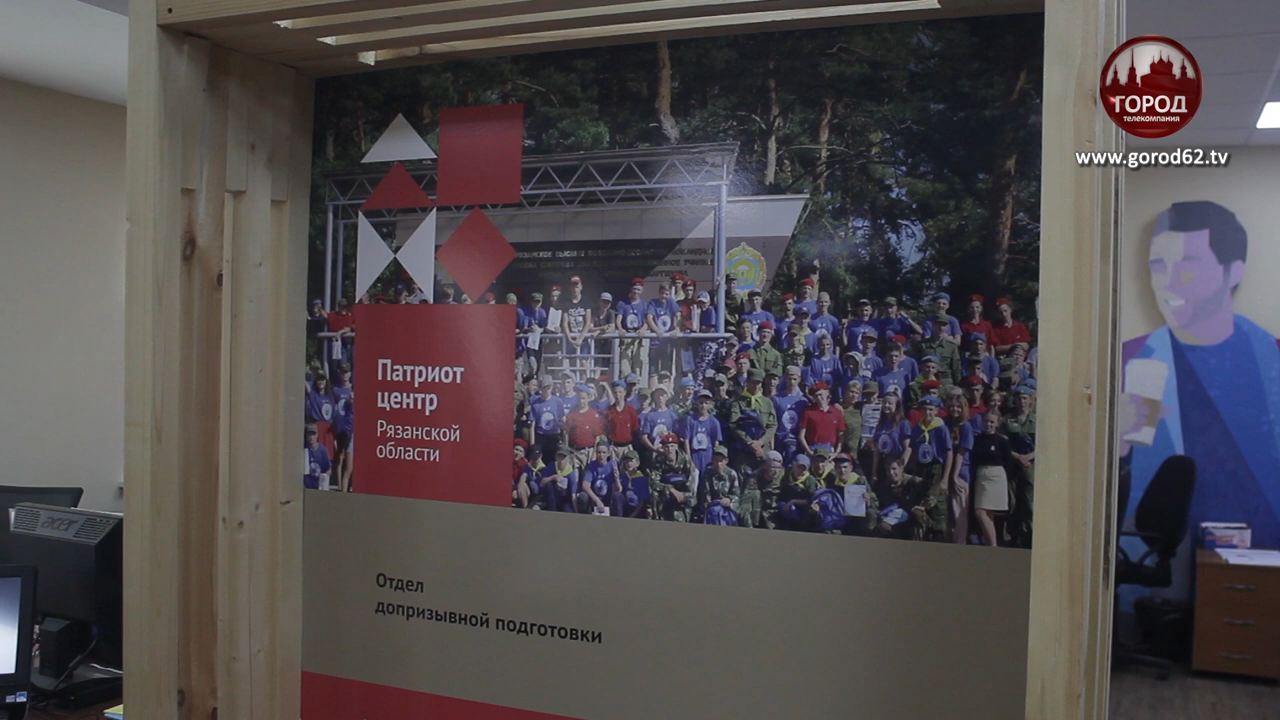 ГОРОД
телекомпания
www.gorod62.tv
Патриот
центр
Рязанской
области
Отдел
допризывной подготовки
acer